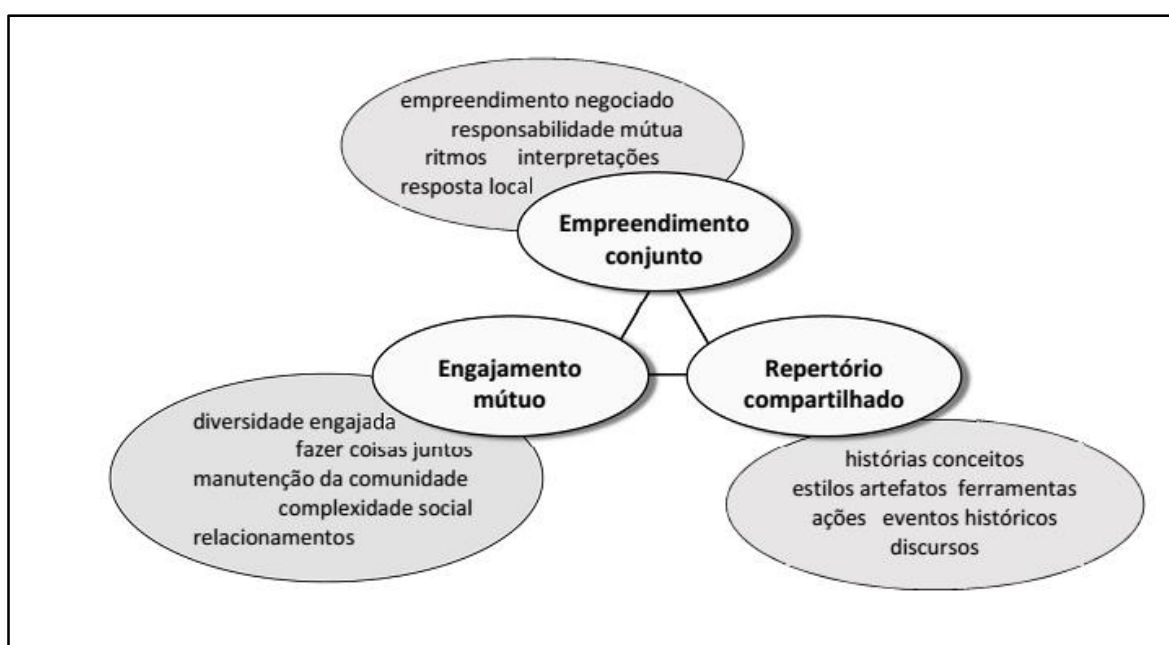 empreendimento negociado
responsabilidade mútua
ritmos interpretações
resposta local
Empreendimento
conjunto
Engajamento
mútuo
diversidade engajada
fazer coisas juntos
manutenção da comunidade
complexidade social
relacionamentos
Repertório
compartilhado
histórias conceitos
estilos artefatos ferramentas
ações eventos históricos
discursos